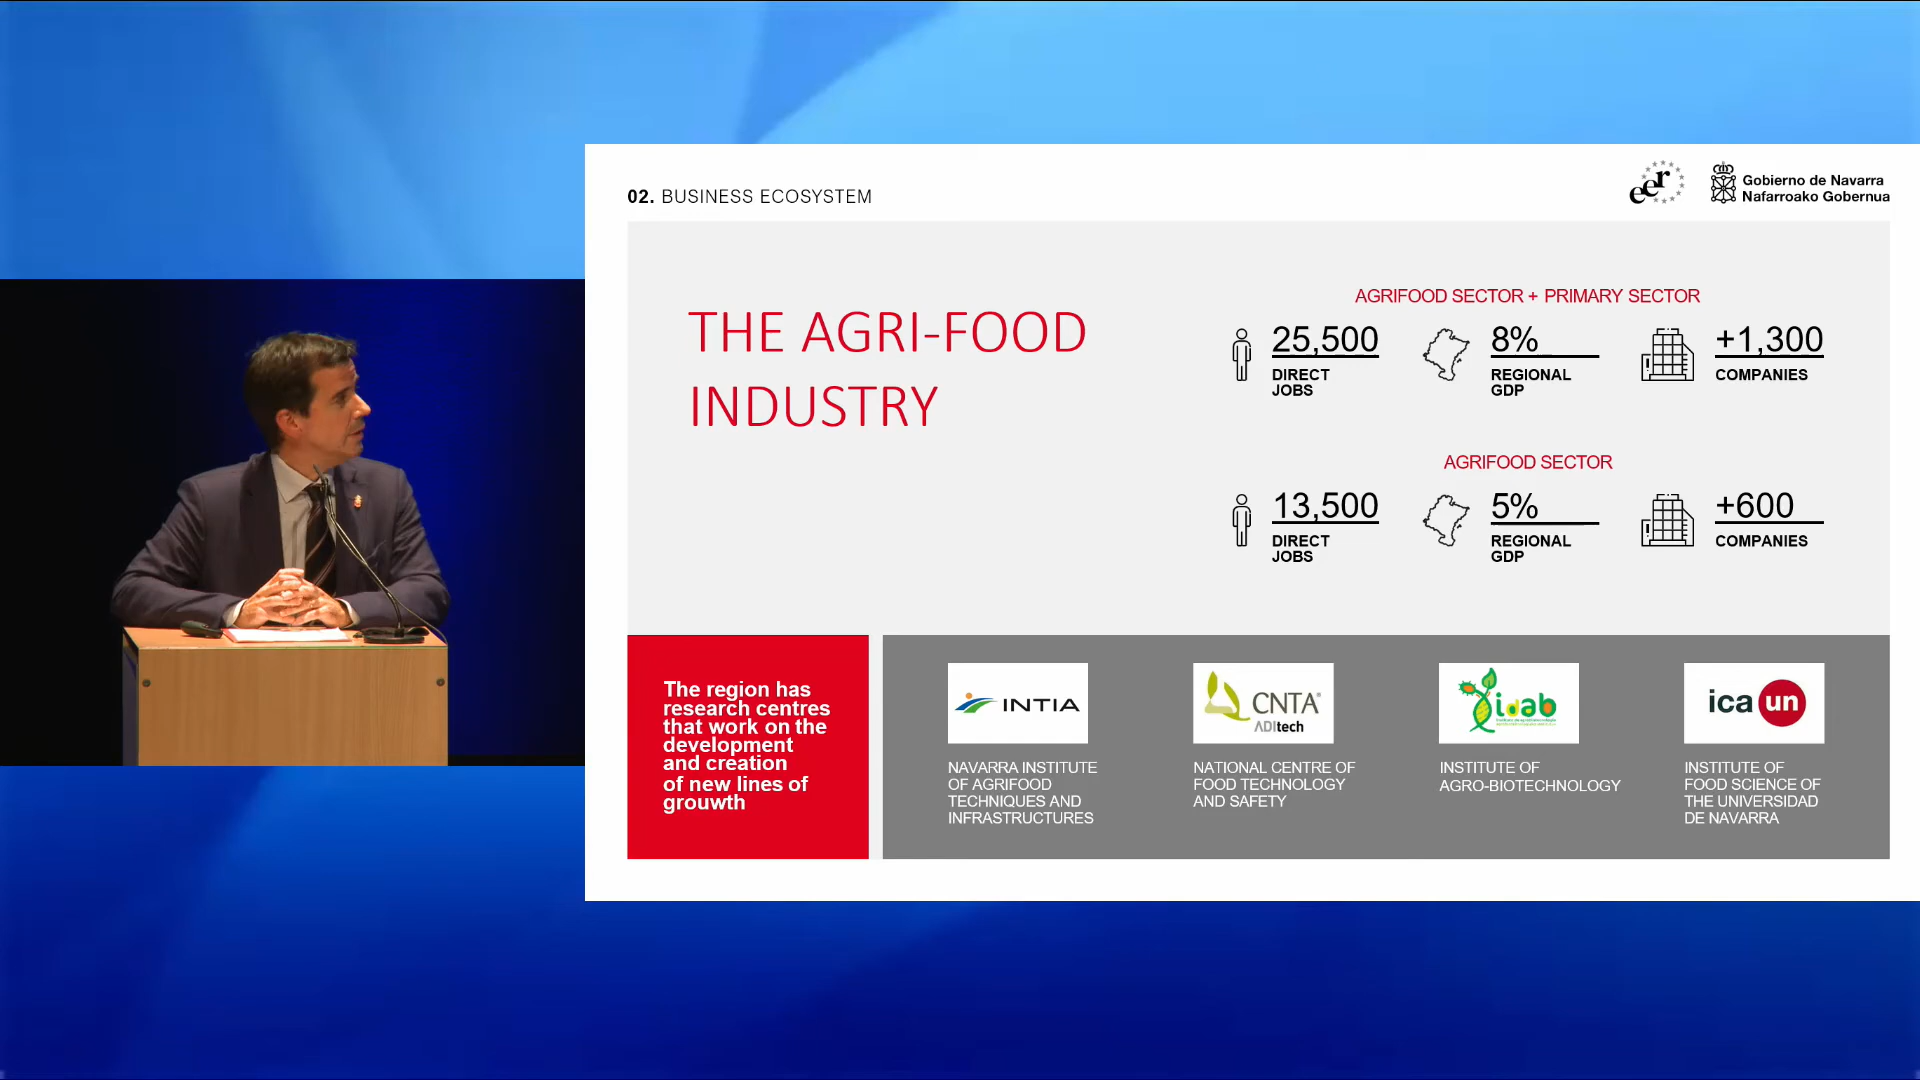 02. BUSINESS ECOSYSTEM
eer
Gobierno de Navarra
Nafarroako Gobernua
THE AGRI-FOOD
INDUSTRY
AGRIFOOD SECTOR + PRIMARY SECTOR
25,500
DIRECT
JOBS
8%
REGIONAL
GDP
+1,300
COMPANIES
AGRIFOOD SECTOR
13,500
DIRECT
JOBS
5%
REGIONAL
GDP
+600
COMPANIES
The region has
research centres
that work on the
development
and creation
of new lines of
grouwth
INTIA
NAVARRA INSTITUTE
OF AGRIFOOD
TECHNIQUES AND
INFRASTRUCTURES
CNTA®
ADItech
NATIONAL CENTRE OF
FOOD TECHNOLOGY
AND SAFETY
idab
INSTITUTE OF
AGRO-BIOTECHNOLOGY
ica un
INSTITUTE OF
FOOD SCIENCE OF
THE UNIVERSIDAD
DE NAVARRA